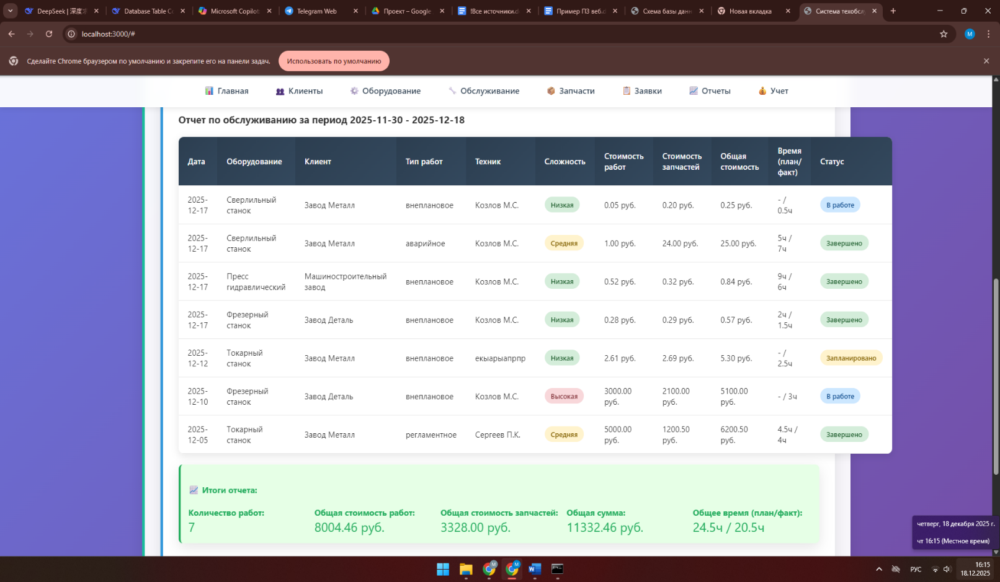 DeepSeek | 深度求
Database Table Co
Microsoft Copilot:
Telegram Web
Проект – Google
!Все источники.d
Пример ПЗ веб.d
Схема базы данн
Новая вкладка
Система техобслу
localhost:3000/#
M
Сделайте Chrome браузером по умолчанию и закрепите его на панели задач.
Использовать по умолчанию
Главная
Клиенты
Оборудование
Обслуживание
Запчасти
Заявки
Отчеты
Учет
Отчет по обслуживанию за период 2025-11-30 - 2025-12-18
Дата Оборудование Клиент Тип работ Техник Сложность Стоимость работ Стоимость запчастей Общая стоимость Время (план/факт) Статус
2025-12-17 Сверлильный станок Завод Металл внеплановое Козлов М.С. Низкая 0.05 руб. 0.20 руб. 0.25 руб. - / 0.5ч В работе
2025-12-17 Сверлильный станок Завод Металл аварийное Козлов М.С. Средняя 1.00 руб. 24.00 руб. 25.00 руб. 5ч / 7ч Завершено
2025-12-17 Пресс гидравлический Машиностроительный завод внеплановое Козлов М.С. Низкая 0.52 руб. 0.32 руб. 0.84 руб. 9ч / 6ч Завершено
2025-12-17 Фрезерный станок Завод Деталь внеплановое Козлов М.С. Низкая 0.28 руб. 0.29 руб. 0.57 руб. 2ч / 1.5ч Завершено
2025-12-12 Токарный станок Завод Металл внеплановое екыарыапрпр Низкая 2.61 руб. 2.69 руб. 5.30 руб. - / 2.5ч Запланировано
2025-12-10 Фрезерный станок Завод Деталь внеплановое Козлов М.С. Высокая 3000.00 руб. 2100.00 руб. 5100.00 руб. - / 3ч В работе
2025-12-05 Токарный станок Завод Металл регламентное Сергеев П.К. Средняя 5000.00 руб. 1200.50 руб. 6200.50 руб. 4.5ч / 4ч Завершено
Итоги отчета:
Количество работ: Общая стоимость работ: Общая стоимость запчастей: Общая сумма: Общее время (план/факт):
7 8004.46 руб. 3328.00 руб. 11332.46 руб. 24.5ч / 20.5ч
четверг, 18 декабря 2025 г.
чт 16:15 (Местное время)
M
M
РУС
16:15
18.12.2025